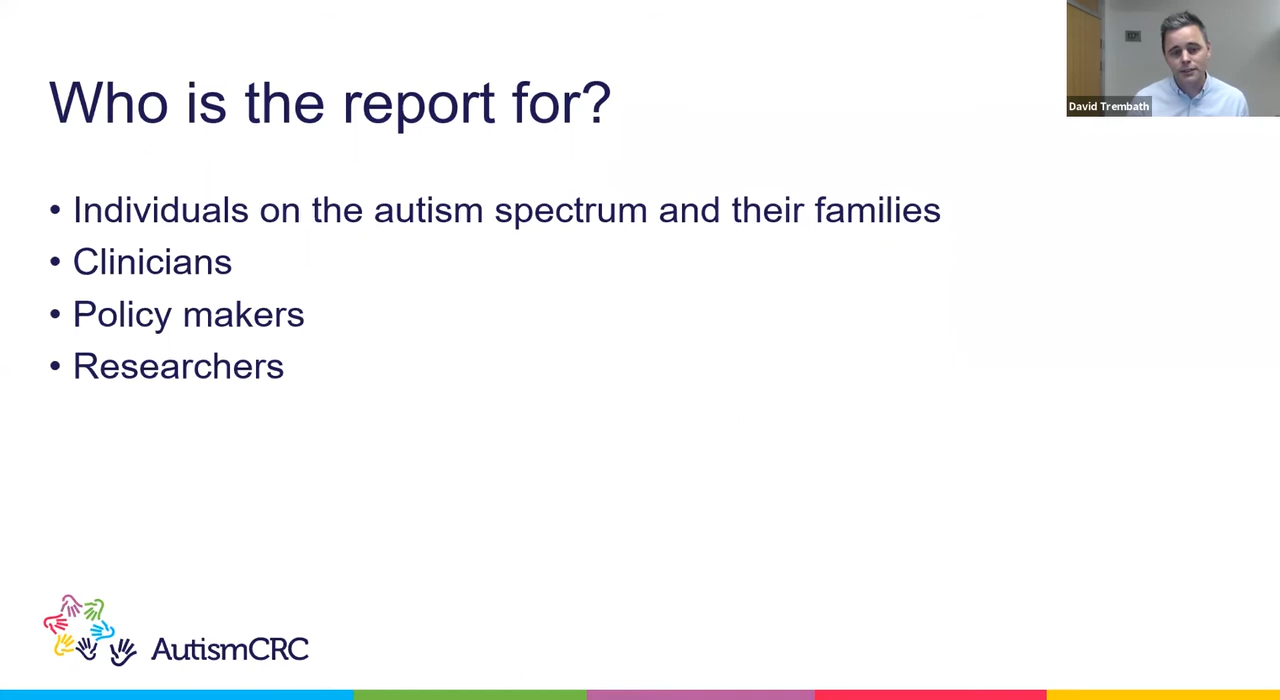 Who is the report for?
David Trembath
• Individuals on the autism spectrum and their families
• Clinicians
• Policy makers
• Researchers
AutismCRC